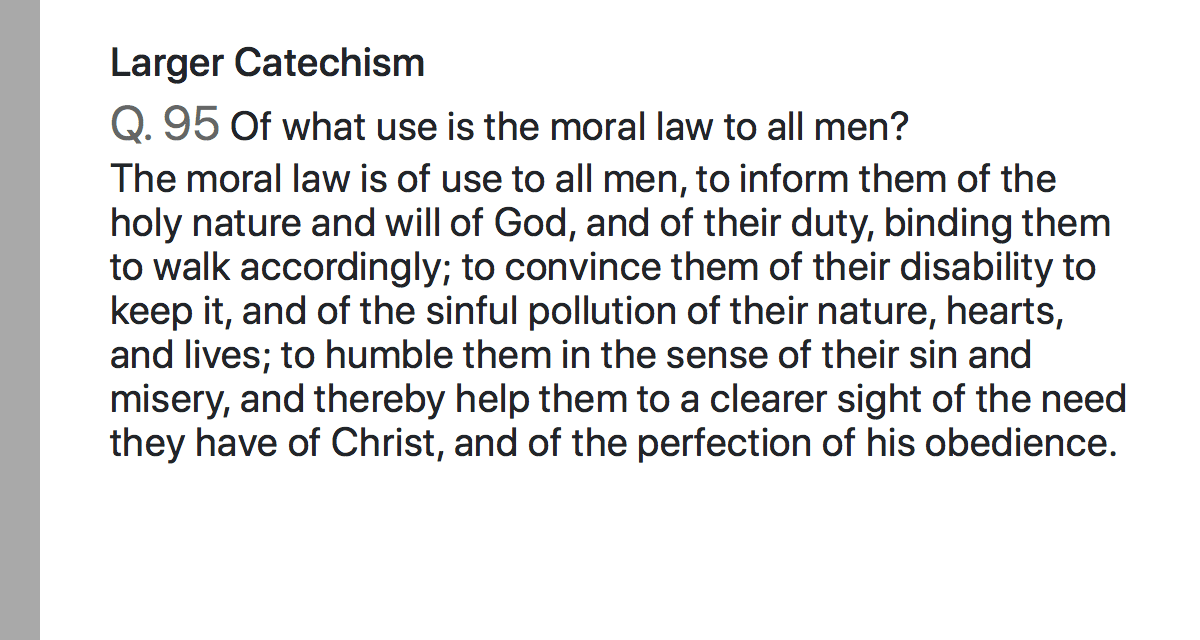 Larger Catechism
Q. 95 Of what use is the moral law to all men?
The moral law is of use to all men, to inform them of the
holy nature and will of God, and of their duty, binding them
to walk accordingly; to convince them of their disability to
keep it, and of the sinful pollution of their nature, hearts,
and lives; to humble them in the sense of their sin and
misery, and thereby help them to a clearer sight of the need
they have of Christ, and of the perfection of his obedience.